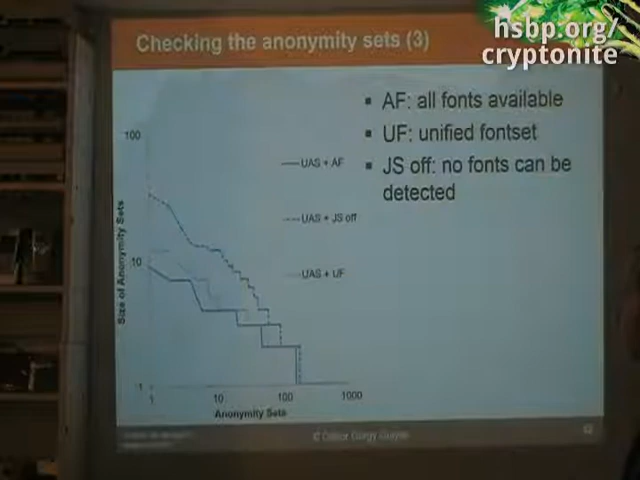 hsbp.org/
cryptonite
Checking the anonymity sets (3)
AF: all fonts available
UF: unified fontset
JS off: no fonts can be
detected
100
UAS + AF
UAS + JS off
10
UAS + UF
Size of Anonymity Sets
1
1 10 100 1000
Anonymity Sets